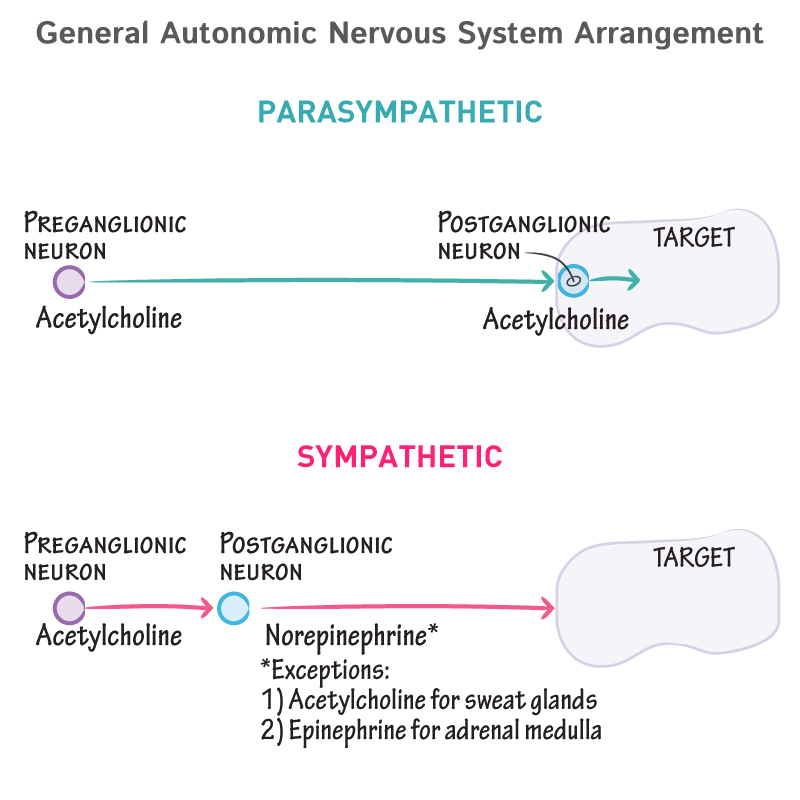 General Autonomic Nervous System Arrangement
PARASYMPATHETIC
PREGANGLIONIC
NEURON
Acetylcholine
POSTGANGLIONIC
NEURON
TARGET
Acetylcholine
SYMPATHETIC
PREGANGLIONIC
NEURON
Acetylcholine
POSTGANGLIONIC
NEURON
TARGET
Norepinephrine*
*Exceptions:
1) Acetylcholine for sweat glands
2) Epinephrine for adrenal medulla